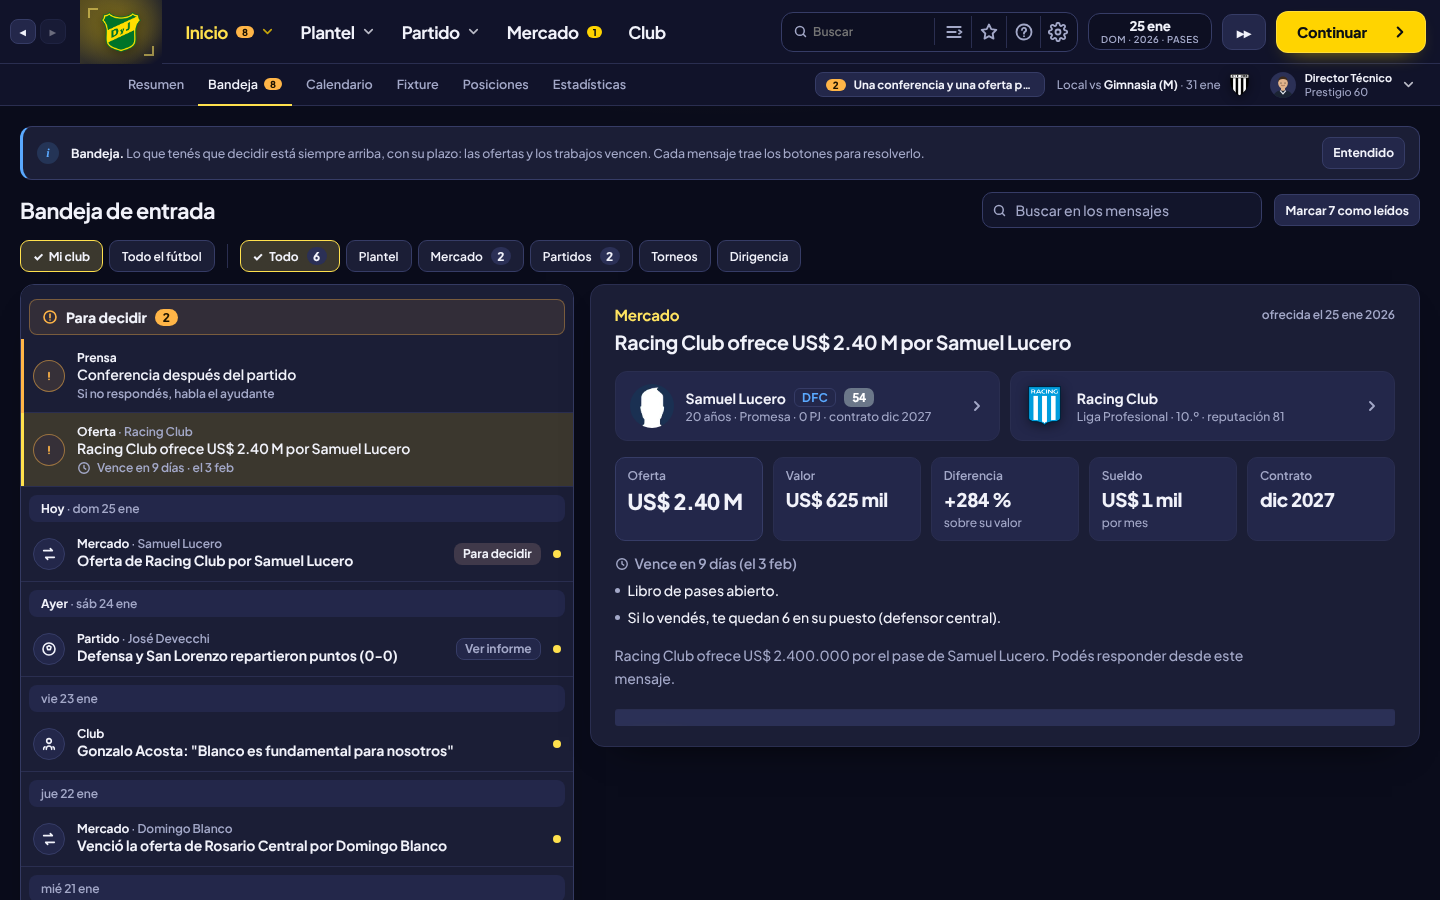 DyJ
Inicio 8
Plantel
Partido
Mercado 1
Club
Buscar
25 ene
DOM · 2026 · PASES
Continuar
Resumen
Bandeja 8
Calendario
Fixture
Posiciones
Estadísticas
2 Una conferencia y una oferta p...
Local vs Gimnasia (M) · 31 ene
Director Técnico
Prestigio 60
i Bandeja. Lo que tenés que decidir está siempre arriba, con su plazo: las ofertas y los trabajos vencen. Cada mensaje trae los botones para resolverlo.
Entendido
Bandeja de entrada
Buscar en los mensajes
Marcar 7 como leídos
Mi club
Todo el fútbol
Todo 6
Plantel
Mercado 2
Partidos 2
Torneos
Dirigencia
Para decidir 2
Prensa
! Conferencia después del partido
Si no respondés, habla el ayudante
Oferta · Racing Club
! Racing Club ofrece US$ 2.40 M por Samuel Lucero
Vence en 9 días · el 3 feb
Hoy · dom 25 ene
Mercado · Samuel Lucero
Oferta de Racing Club por Samuel Lucero
Para decidir
Ayer · sáb 24 ene
Partido · José Devecchi
Defensa y San Lorenzo repartieron puntos (0-0)
Ver informe
vie 23 ene
Club
Gonzalo Acosta: "Blanco es fundamental para nosotros"
jue 22 ene
Mercado · Domingo Blanco
Venció la oferta de Rosario Central por Domingo Blanco
mié 21 ene
Mercado
ofrecida el 25 ene 2026
Racing Club ofrece US$ 2.40 M por Samuel Lucero
Samuel Lucero DFC 54
20 años · Promesa · 0 PJ · contrato dic 2027
RACING
Racing Club
Liga Profesional · 10.º · reputación 81
Oferta
US$ 2.40 M
Valor
US$ 625 mil
Diferencia
+284 %
sobre su valor
Sueldo
US$ 1 mil
por mes
Contrato
dic 2027
Vence en 9 días (el 3 feb)
• Libro de pases abierto.
• Si lo vendés, te quedan 6 en su puesto (defensor central).
Racing Club ofrece US$ 2.400.000 por el pase de Samuel Lucero. Podés responder desde este
mensaje.